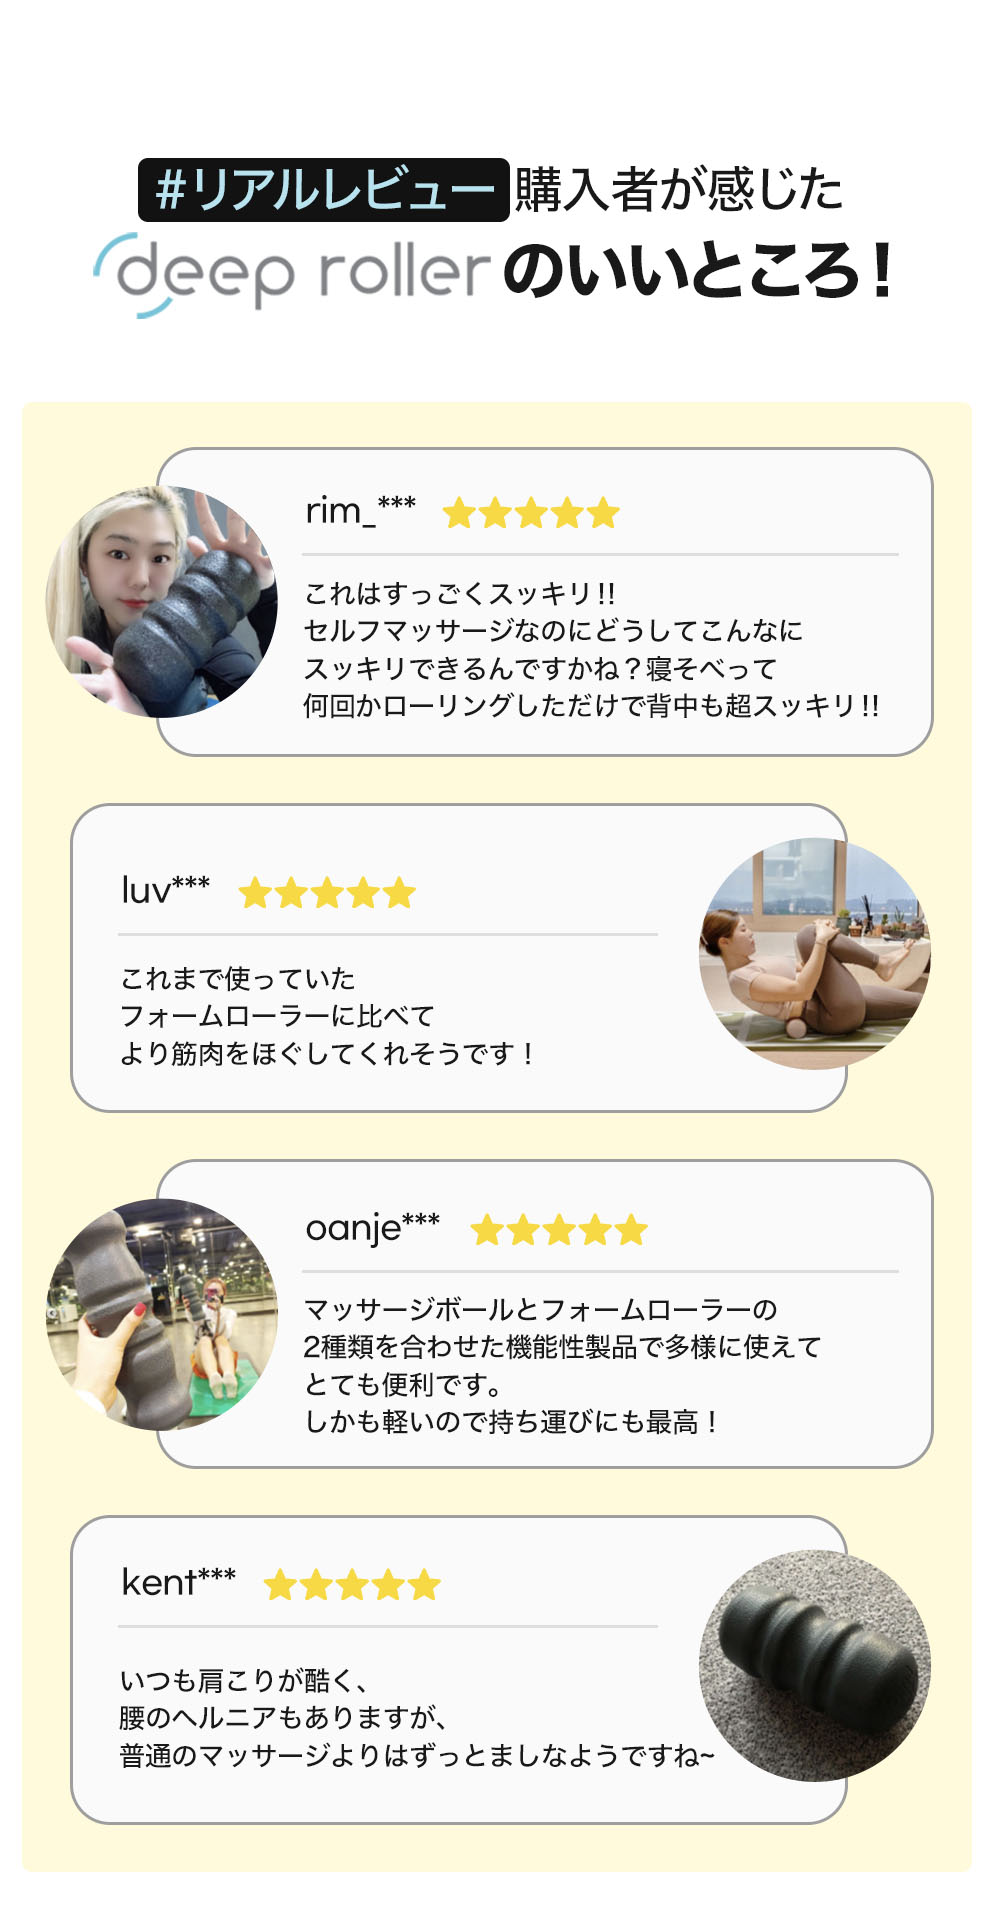 #リアルレビュー 購入者が感じた
deep roller のいいところ!
rim_*** ★★★★★
これはすっごくスッキリ!!
セルフマッサージなのにどうしてこんなに
スッキリできるんですかね？寝そべって
何回かローリングしただけで背中も超スッキリ!!
luv*** ★★★★★
これまで使っていた
フォームローラーに比べて
より筋肉をほぐしてくれそうです！
oanje*** ★★★★★
マッサージボールとフォームローラーの
2種類を合わせた機能性製品で多様に使えて
とても便利です。
しかも軽いので持ち運びにも最高！
kent*** ★★★★★
いつも肩こりが酷く、
腰のヘルニアもありますが、
普通のマッサージよりはずっとましなようですね~